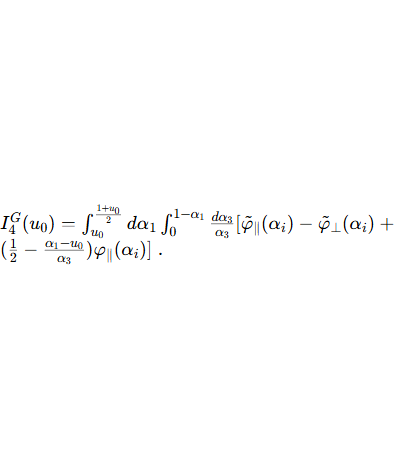 $I_4^G(u_0) = \int_{u_0}^{\frac{1+u_0}{2}} d\alpha_1 \int_0^{1-\alpha_1} \frac{d\alpha_3}{\alpha_3} [\tilde{\varphi}_{\parallel}(\alpha_i) - \tilde{\varphi}_{\perp}(\alpha_i) +$
$(\frac{1}{2} - \frac{\alpha_1 - u_0}{\alpha_3}) \varphi_{\parallel}(\alpha_i)] \ .$